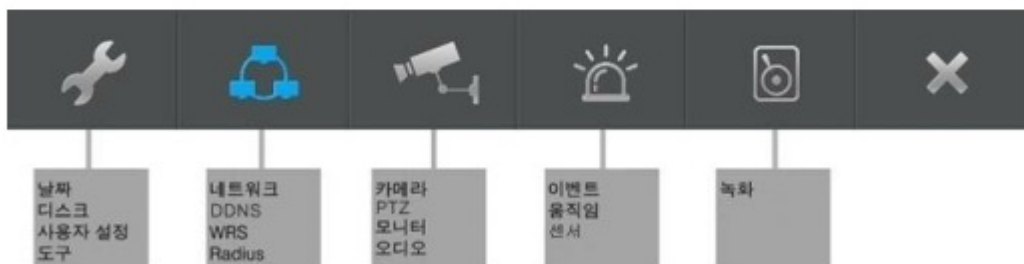 날짜
디스크
사용자 설정
도구
네트워크
DDNS
WRS
Radius
카메라
PTZ
모니터
오디오
이벤트
움직임
센서
녹화